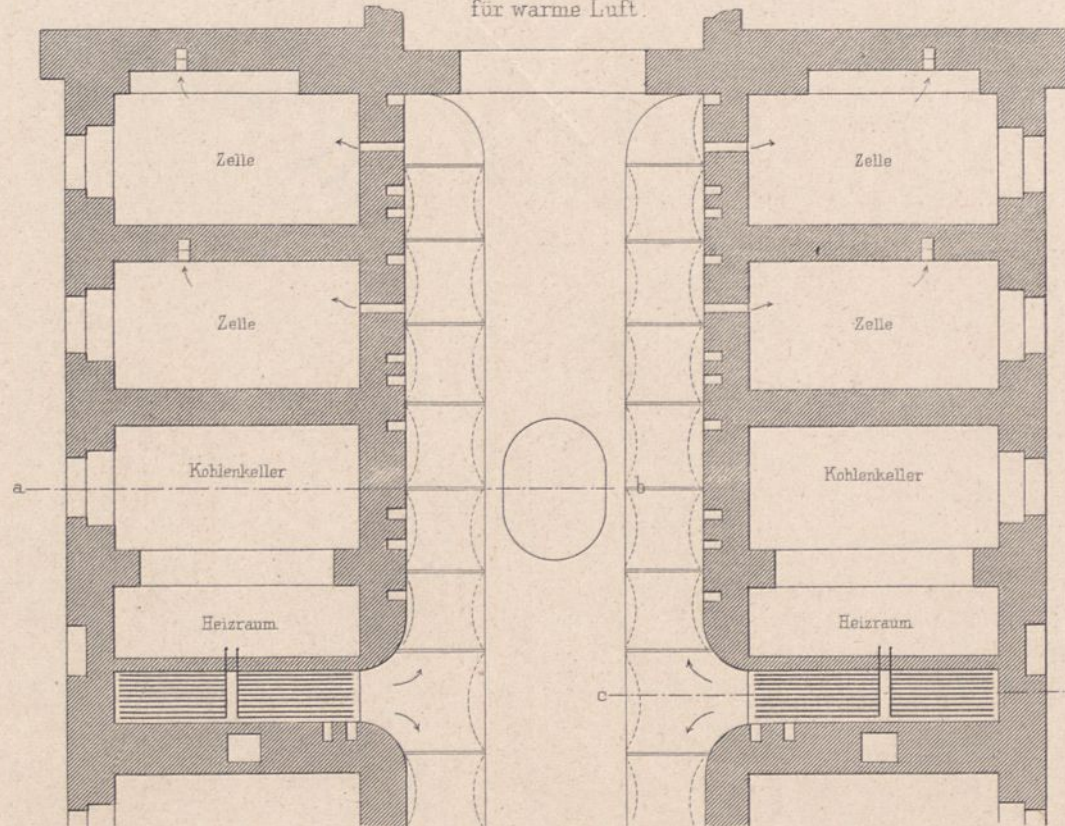 für warme Luft.
Zelle
Zelle
Zelle
Zelle
Kohlenkeller
Kohlenkeller
a
b
Heizraum
Heizraum
c